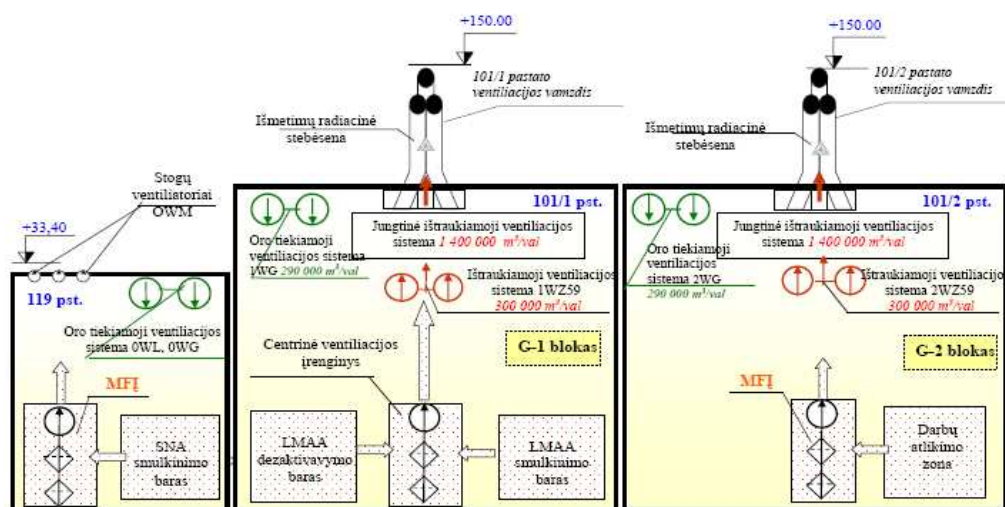 +150.00
101/1 pastato
ventiliacijos vamzdis
Išmetimų radiacinė
stebėsena
+150.00
101/2 pastato
ventiliacijos vamzdis
Išmetimų radiacinė
stebėsena
Stogų
ventiliatoriai
OWM
+33,40
119 pst.
Oro tiekiamoji ventiliacijos
sistema 0WL, 0WG
MFĮ
SNA
smulkinimo
baras
101/1 pst.
Jungtinė ištraukiamoji ventiliacijos
sistema 1 400 000 m³/val
Oro tiekiamoji
ventiliacijos sistema
1WG 290 000 m³/val
Ištraukiamoji ventiliacijos
sistema 1WZ59
300 000 m³/val
G-1 blokas
Centrinė ventiliacijos
įrenginys
LMAA
dezaktivavymo
baras
LMAA
smulkinimo
baras
101/2 pst.
Jungtinė ištraukiamoji ventiliacijos
sistema 1 400 000 m³/val
Oro tiekiamoji
ventiliacijos
sistema 2WG
290 000 m³/val
Ištraukiamoji ventiliacijos
sistema 2WZ59
300 000 m³/val
G-2 blokas
MFĮ
Darbų
atlikimo
zona